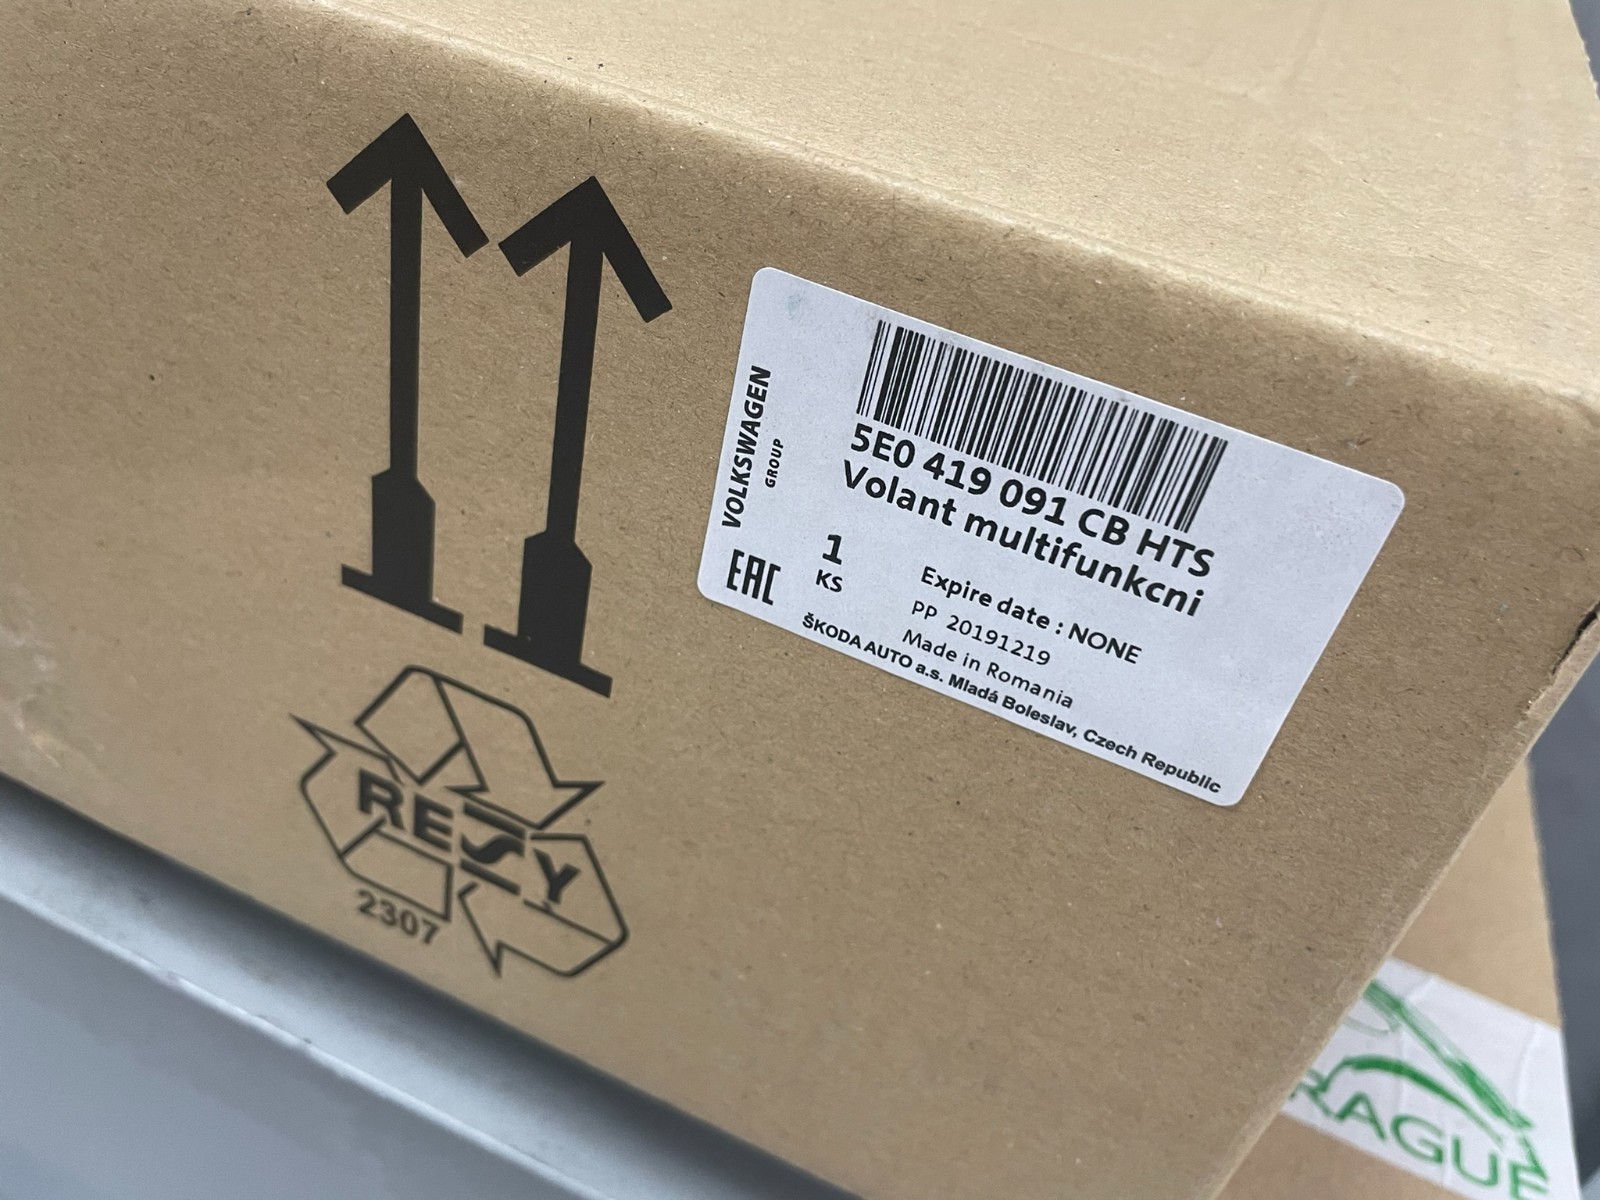 VOLKSWAGEN
GROUP
5E0 419 091 CB HTS
Volant multifunkcni
1
KS
Expire date : NONE
PP 20191219
Made in Romania
EAC
ŠKODA AUTO a.s. Mladá Boleslav, Czech Republic
RESY
2307
RAGUE